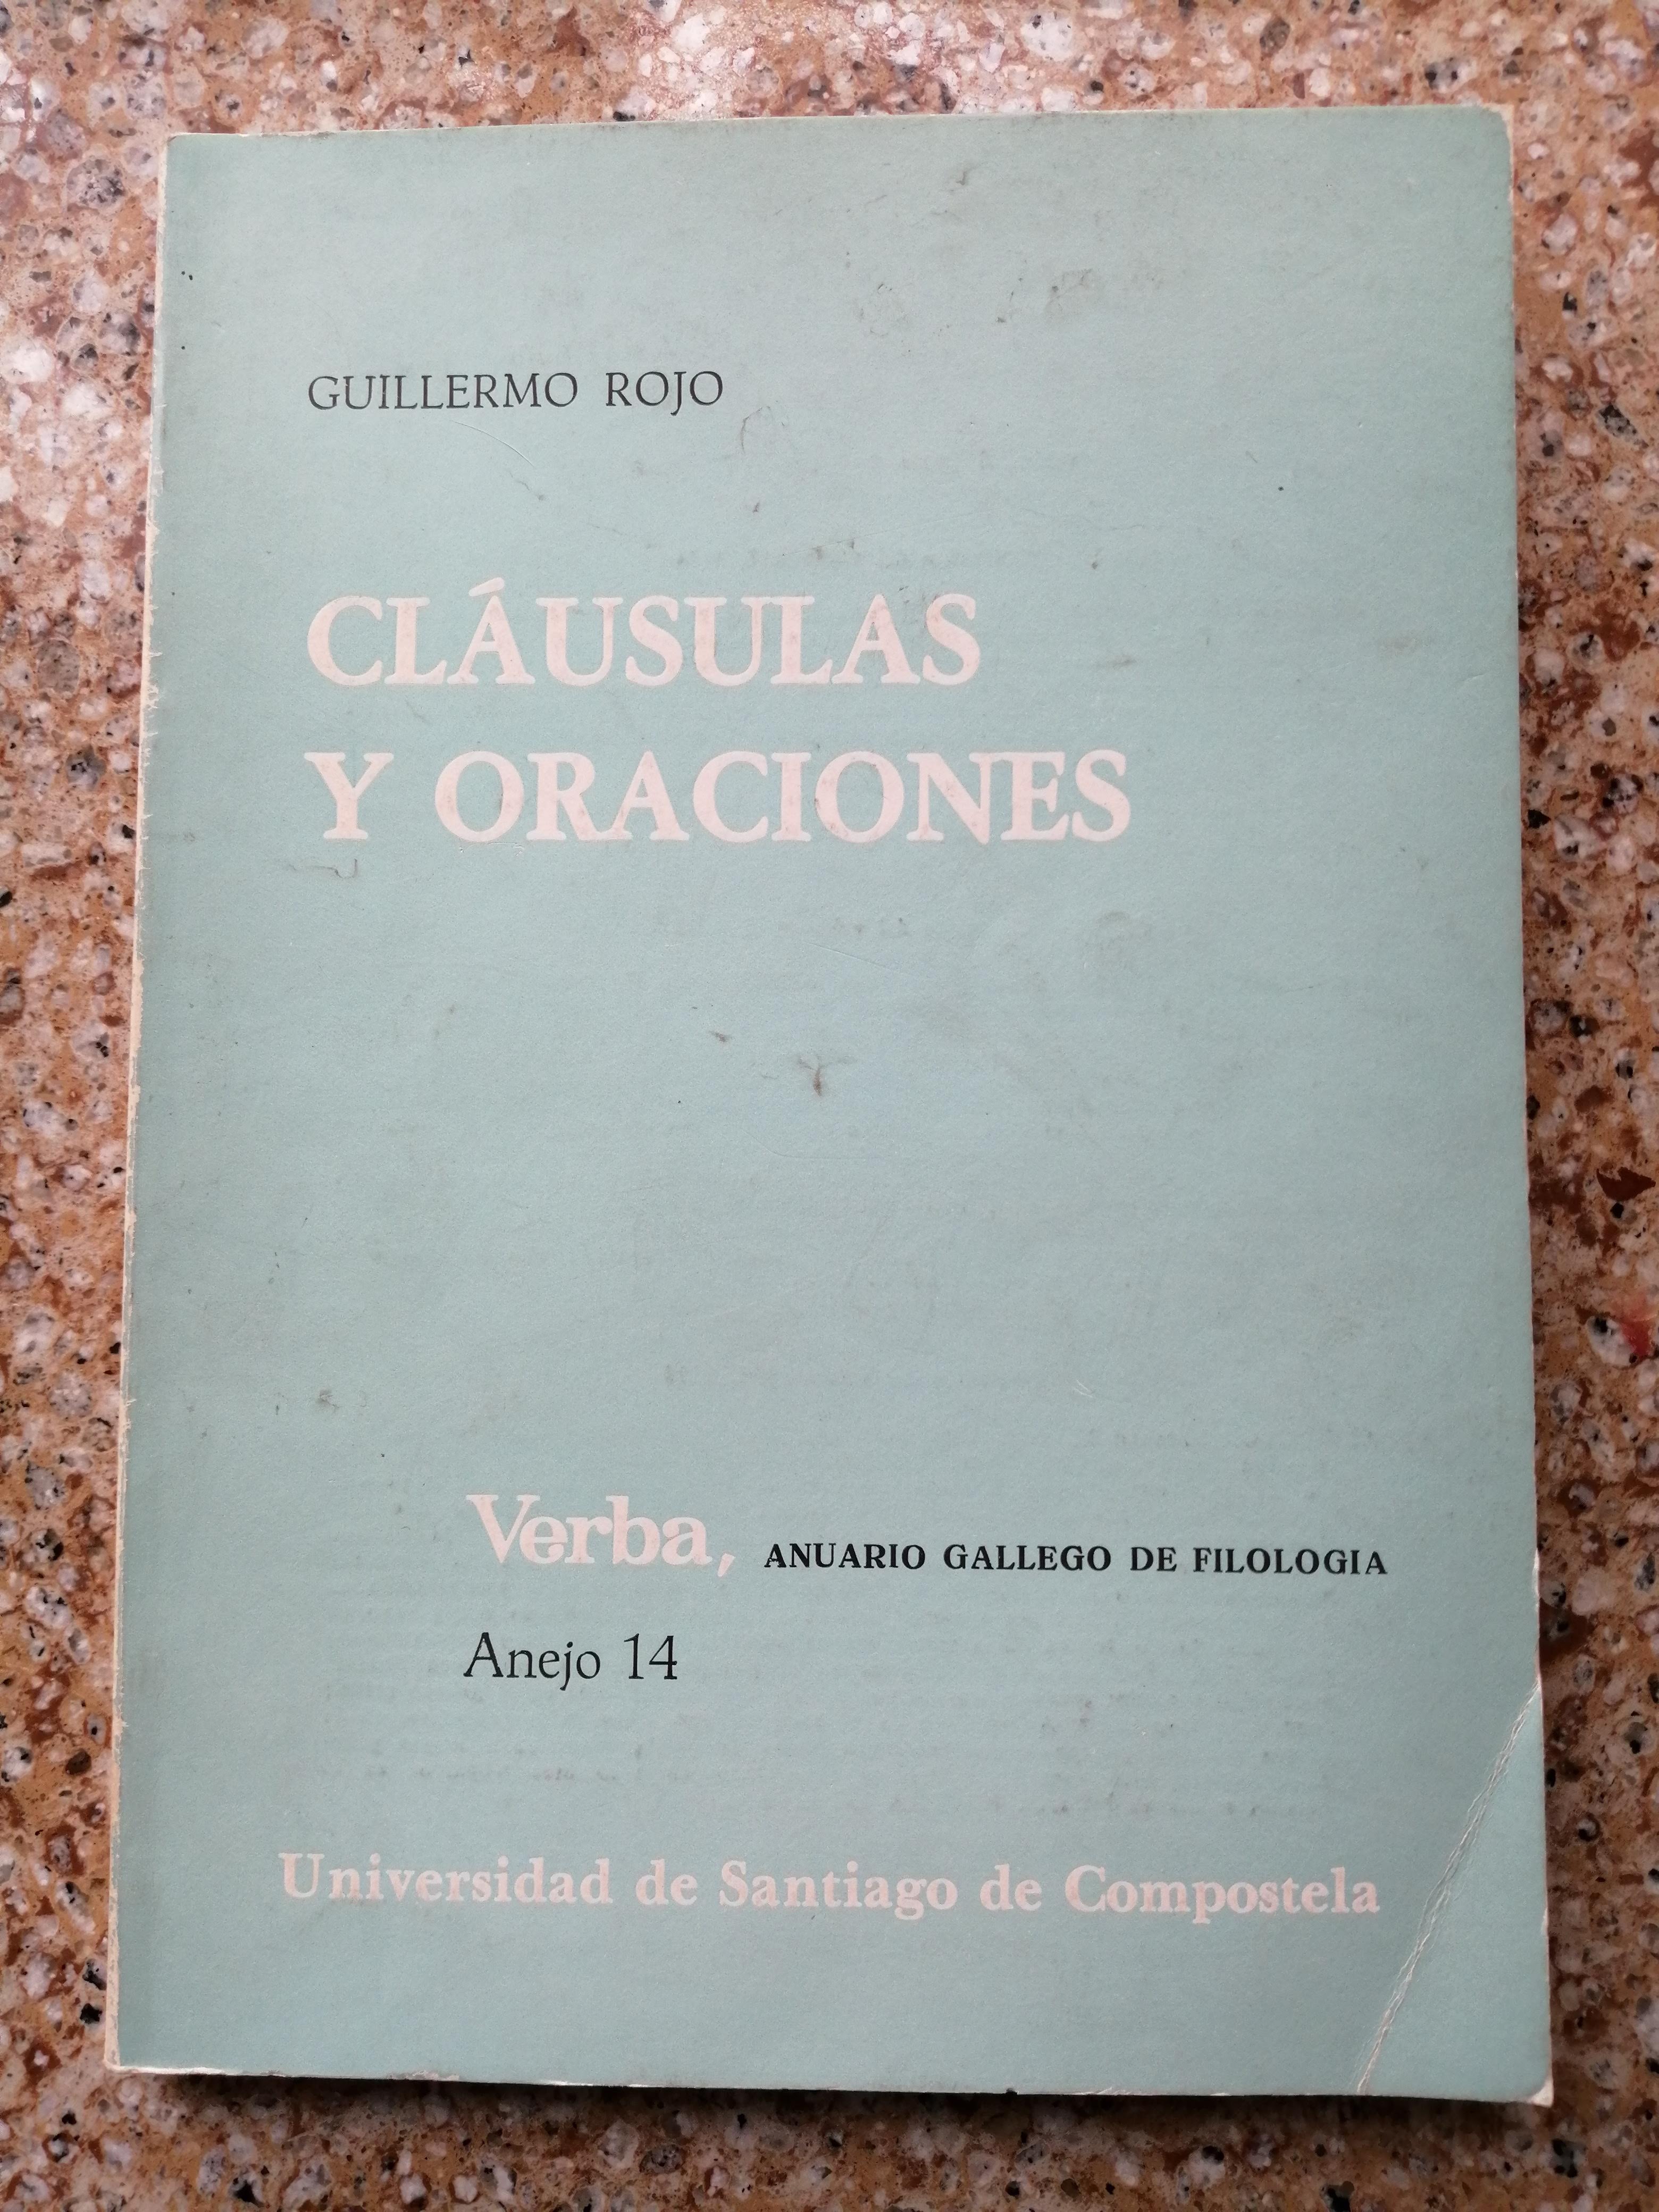 GUILLERMO ROJO
CLÁUSULAS
Y ORACIONES
Verba, ANUARIO GALLEGO DE FILOLOGIA
Anejo 14
Universidad de Santiago de Compostela